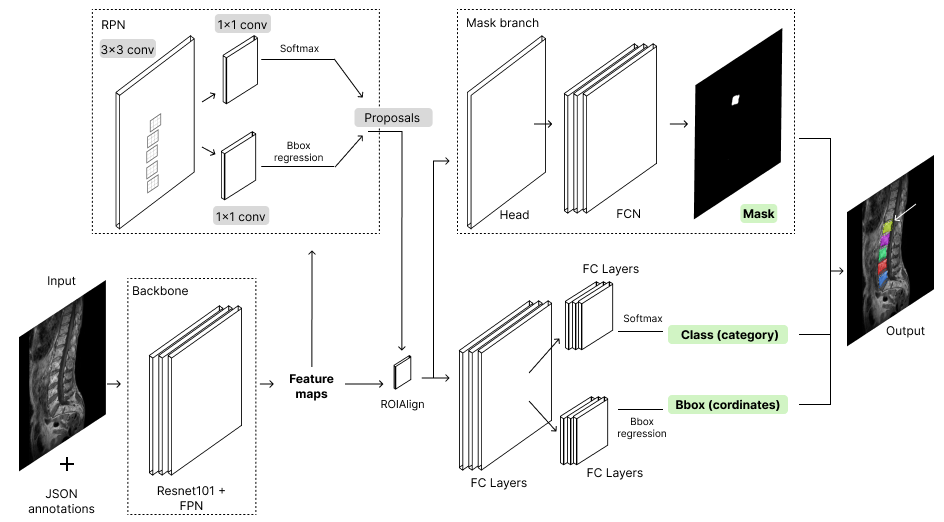 RPN
1×1 conv
3×3 conv
Softmax
Proposals
Bbox
regression
1×1 conv
Mask branch
Head
FCN
Mask
Input
JSON
annotations
Backbone
Resnet101 +
FPN
Feature
maps
ROIAlign
FC Layers
FC Layers
Softmax
Class (category)
Bbox (cordinates)
Bbox
regression
FC Layers
Output